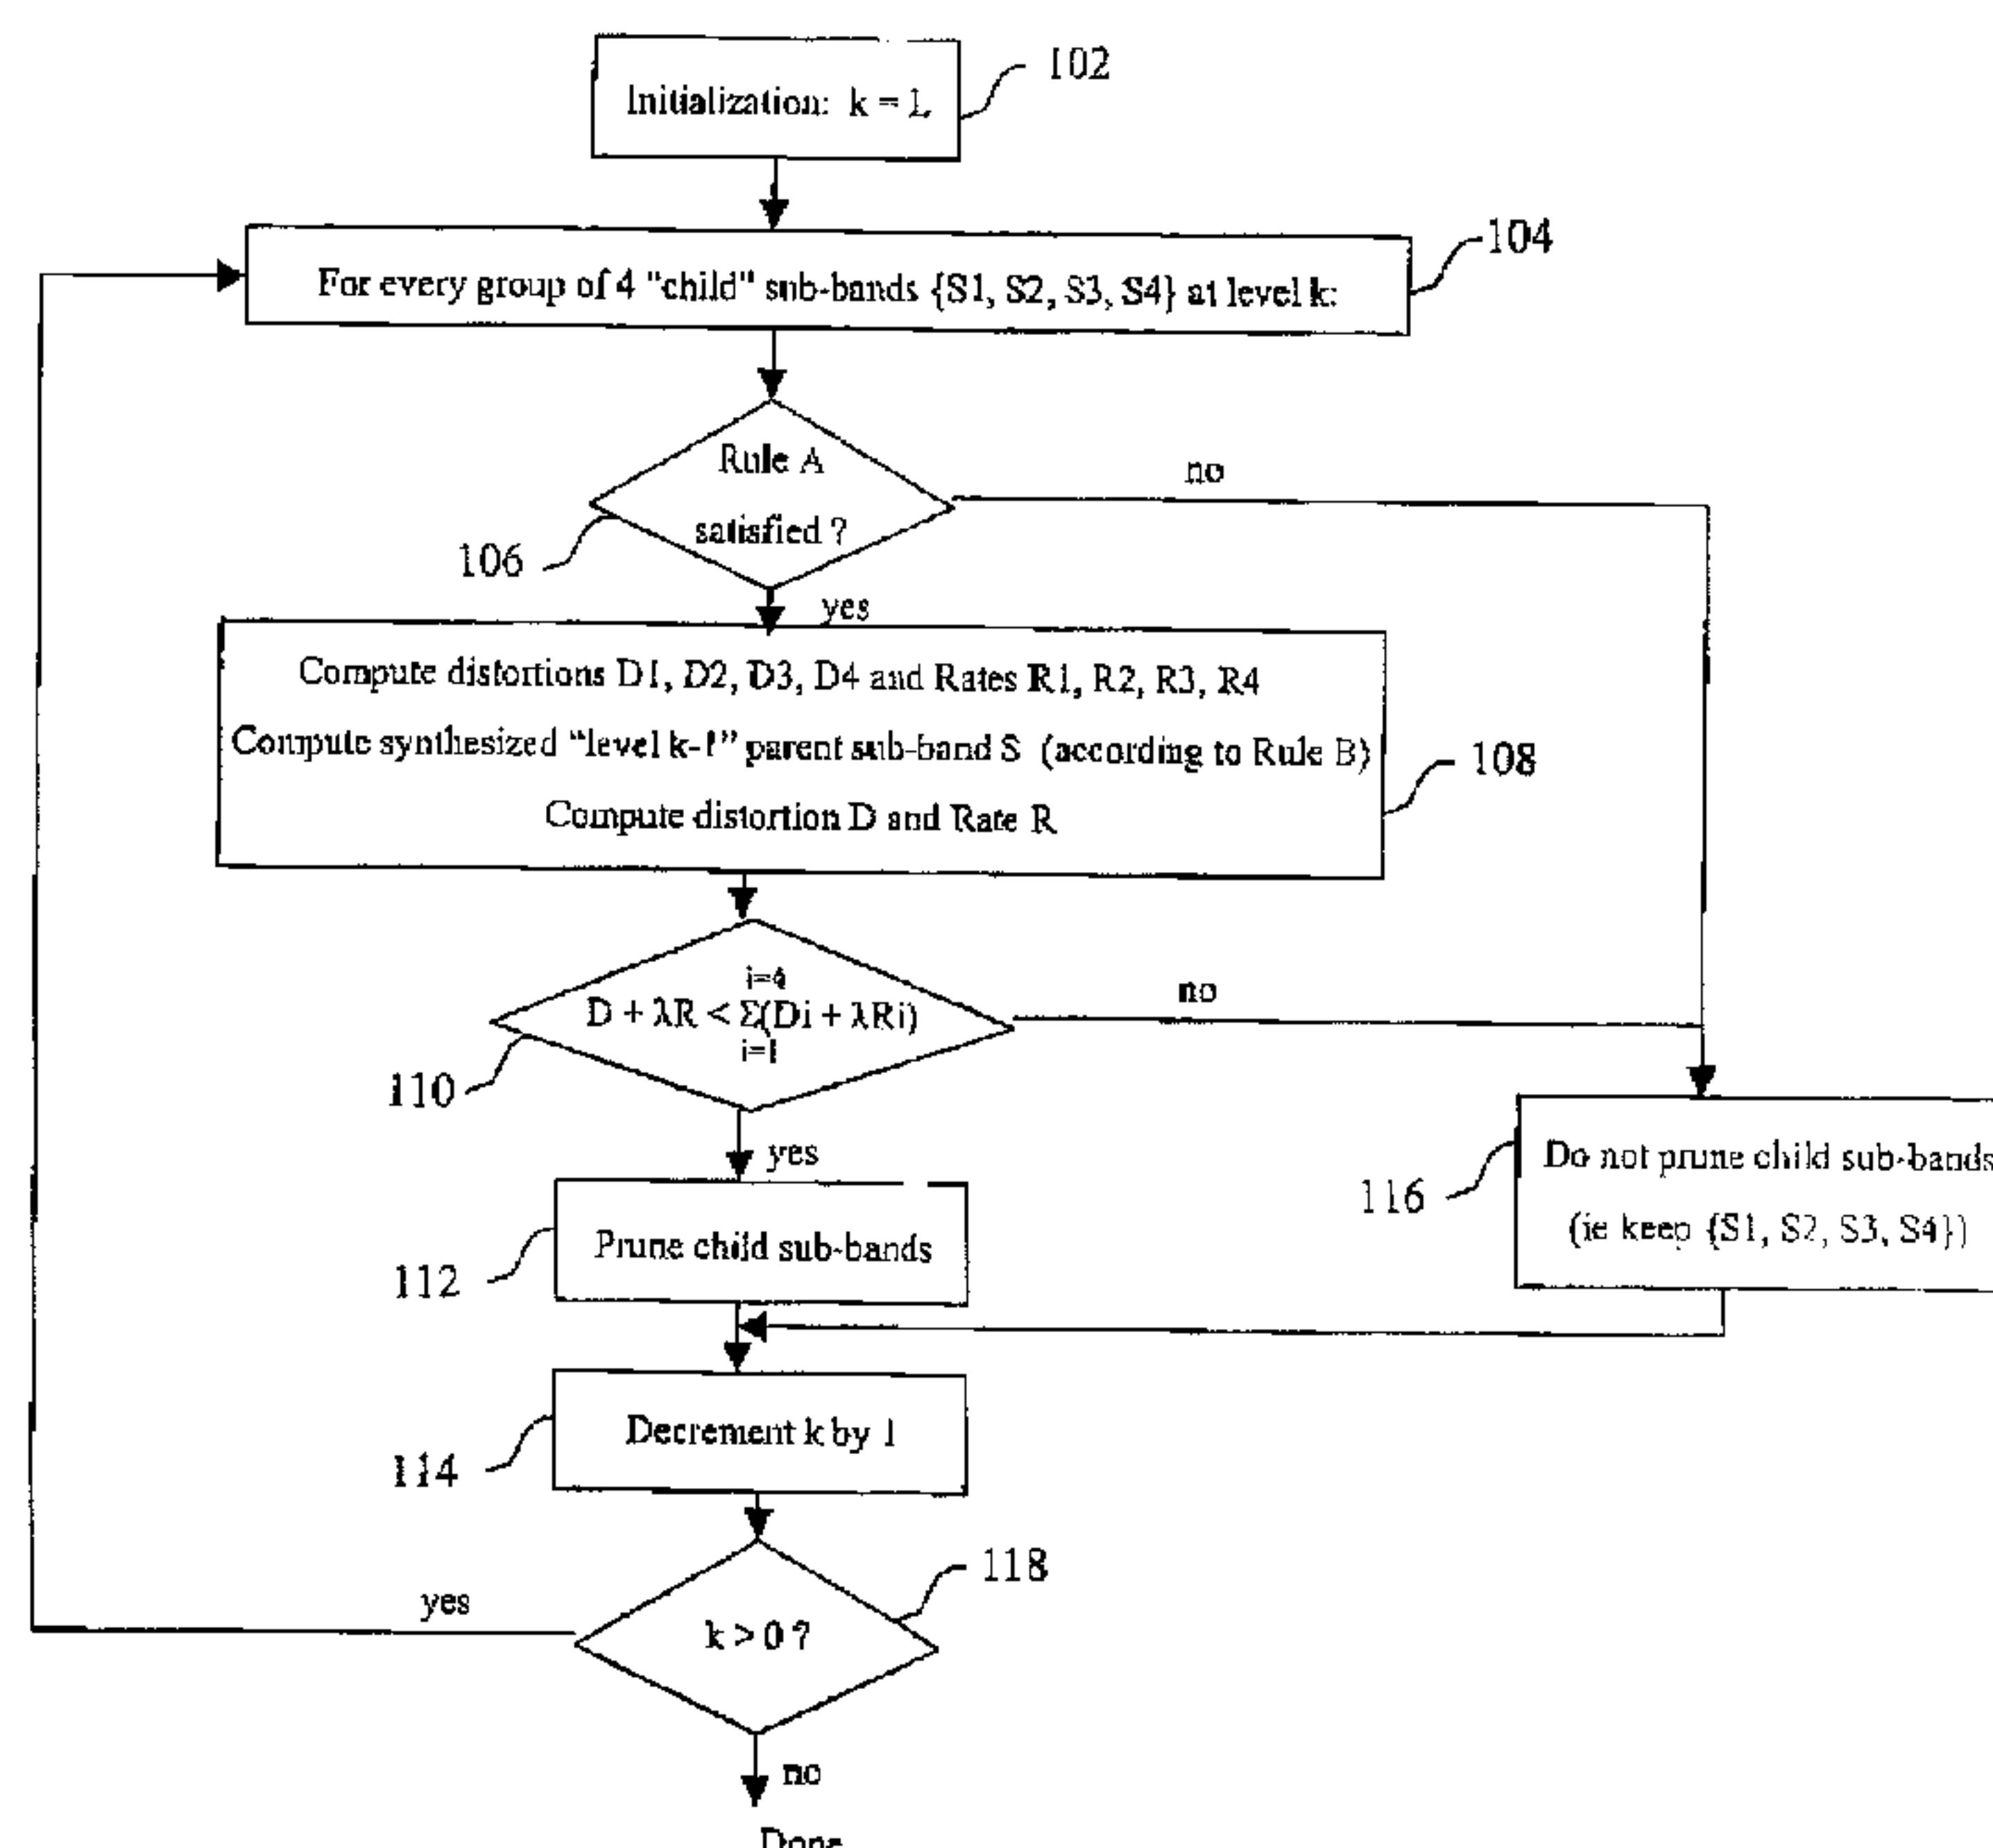 Initialization: k = L
102
104
For every group of 4 "child" sub-bands {S1, S2, S3, S4} at level k:
Rule A
satisfied ?
no
106
yes
Compute distortions D1, D2, D3, D4 and Rates R1, R2, R3, R4
Compute synthesized “level k-1” parent sub-band S (according to Rule B)
Compute distortion D and Rate R
108
i=4
D + λR < Σ(Di + λRi)
i=1
no
110
yes
Do not prune child sub-bands
(ie keep {S1, S2, S3, S4})
116
Prune child sub-bands
112
Decrement k by 1
114
118
yes
k > 0 ?
no
Done